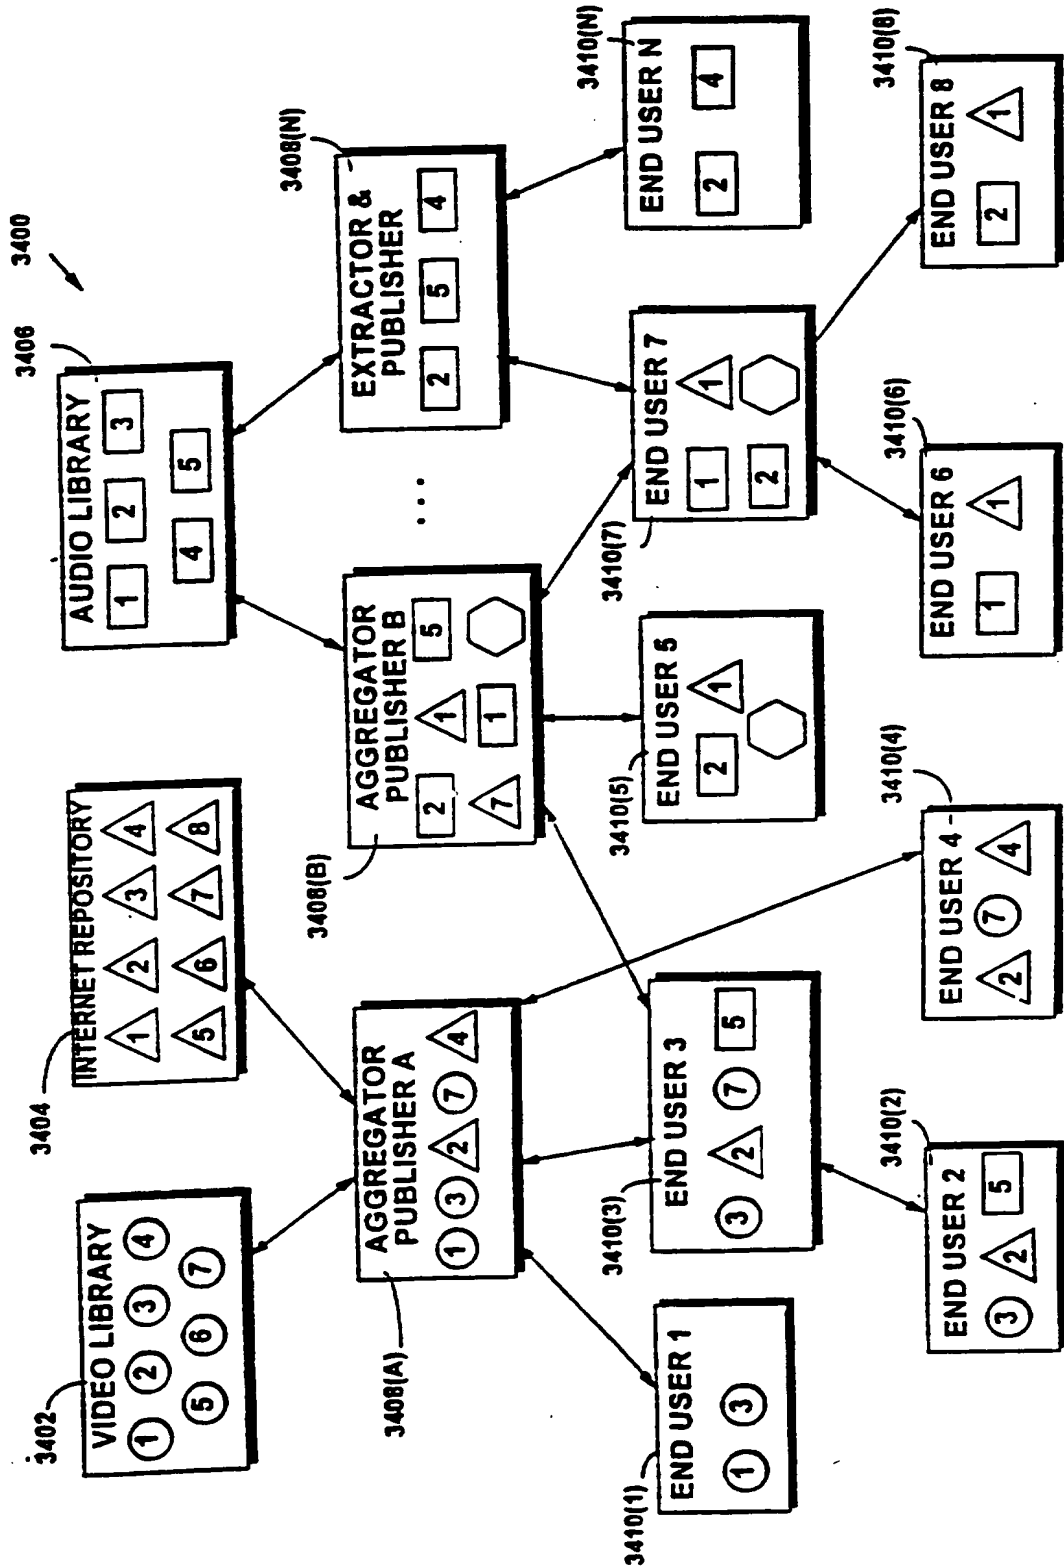 3400
3402
VIDEO LIBRARY
1 2 3 4
5 6 7
3404
INTERNET REPOSITORY
1 2 3 4
5 6 7 8
3406
AUDIO LIBRARY
1 2 3
4 5
3408(A)
AGGREGATOR
PUBLISHER A
1 3 2 7 4
3408(B)
AGGREGATOR
PUBLISHER B
2 1 5
7 1
...
3408(N)
EXTRACTOR &
PUBLISHER
2 5 4
3410(1)
END USER 1
1 3
3410(3)
END USER 3
3 2 7 5
3410(5)
END USER 5
2 1
3410(7)
END USER 7
1 1
2
3410(N)
END USER N
2 4
3410(2)
END USER 2
3 2 5
3410(4)
END USER 4
2 7 4
3410(6)
END USER 6
1 1
3410(8)
END USER 8
2 1